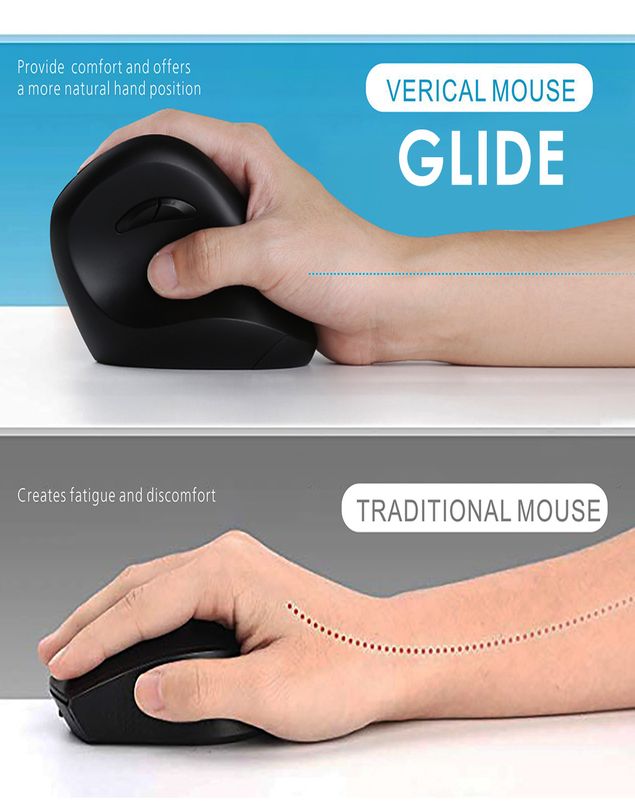 Provide comfort and offers
a more natural hand position
VERICAL MOUSE
GLIDE
Creates fatigue and discomfort
TRADITIONAL MOUSE